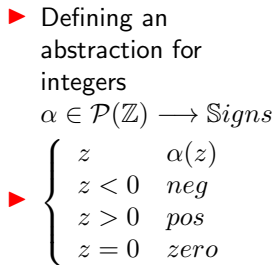 Defining an
abstraction for
integers
α ∈ 𝒫(ℤ) ⟶ 𝕊igns
z α(z)
z < 0 neg
z > 0 pos
z = 0 zero